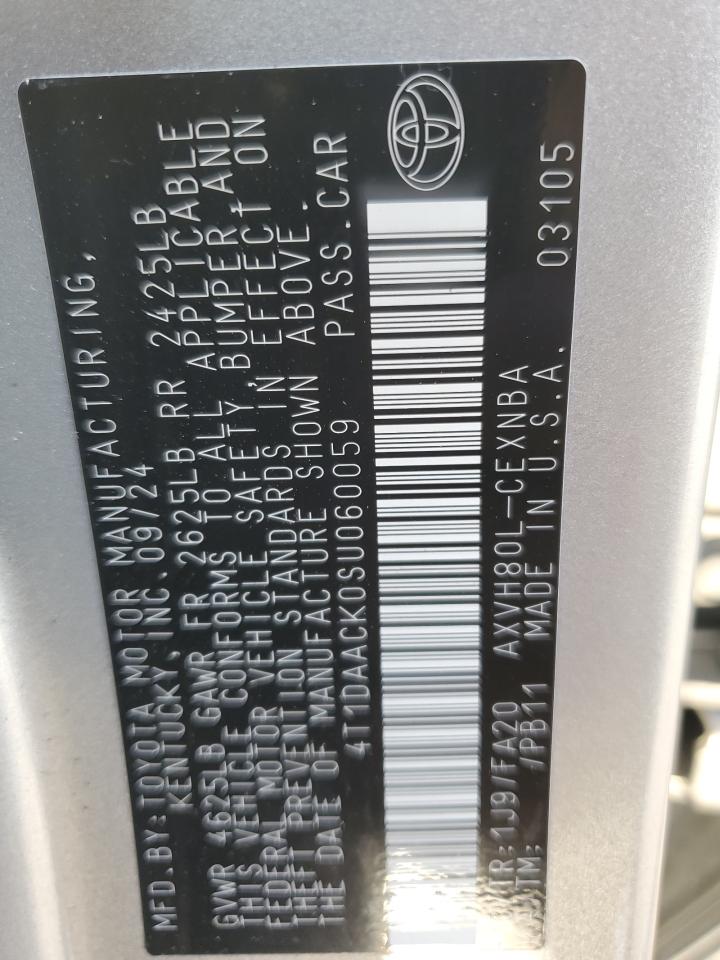 MFD.BY:TOYOTA MOTOR MANUFACTURING,
KENTUCKY,INC.09/24
GVWR 4625LB GAWR FR 2625LB RR 2425LB
THIS VEHICLE CONFORMS TO ALL APPLICABLE
FEDERAL MOTOR VEHICLE SAFETY,BUMPER,AND
THEFT PREVENTION STANDARDS IN EFFECT ON
THE DATE OF MANUFACTURE SHOWN ABOVE.
4T1DAACK0SU060059 PASS.CAR
TR:1J9/FA20 AXVH80L-CEXNBA 03105
TM: /PB11 MADE IN U.S.A.